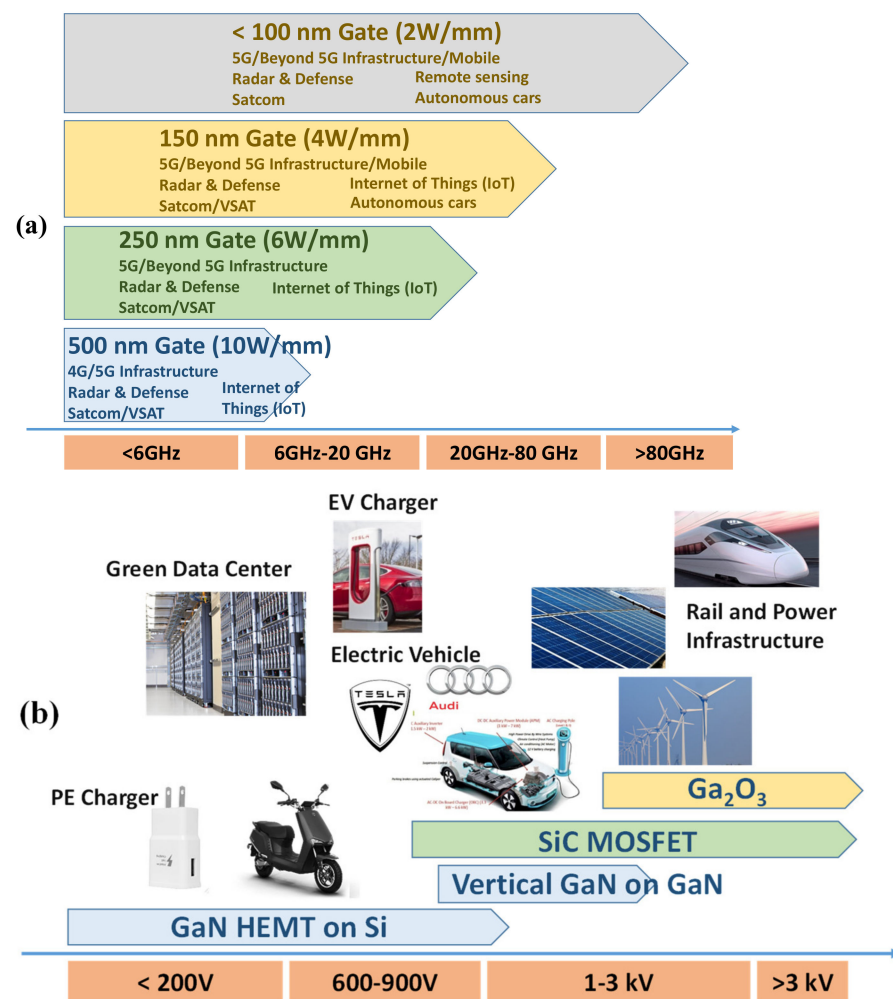 < 100 nm Gate (2W/mm)
5G/Beyond 5G Infrastructure/Mobile
Radar & Defense Remote sensing
Satcom Autonomous cars
150 nm Gate (4W/mm)
5G/Beyond 5G Infrastructure/Mobile
Radar & Defense Internet of Things (IoT)
Satcom/VSAT Autonomous cars
(a)
250 nm Gate (6W/mm)
5G/Beyond 5G Infrastructure
Radar & Defense Internet of Things (IoT)
Satcom/VSAT
500 nm Gate (10W/mm)
4G/5G Infrastructure
Radar & Defense Internet of
Satcom/VSAT Things (IoT)
<6GHz 6GHz-20 GHz 20GHz-80 GHz >80GHz
EV Charger
TESLA
Green Data Center
Rail and Power
Infrastructure
Electric Vehicle
TESLA
Audi
(b)
PE Charger
Ga2O3
SiC MOSFET
Vertical GaN on GaN
GaN HEMT on Si
< 200V 600-900V 1-3 kV >3 kV